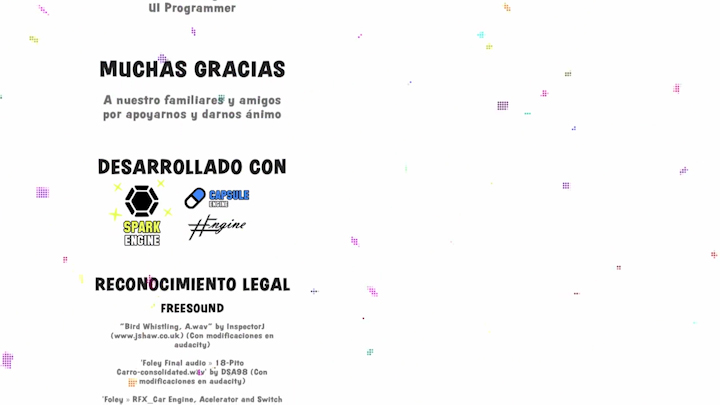 UI Programmer
MUCHAS GRACIAS
A nuestro familiares y amigos
por apoyarnos y darnos ánimo
DESARROLLADO CON
SPARK
ENGINE
CAPSULE
ENGINE
#Engine
RECONOCIMIENTO LEGAL
FREESOUND
"Bird Whistling, A.wav" by InspectorJ
(www.jshaw.co.uk) (Con modificaciones en
audacity)
'Foley Final audio » 18-Pito
Carro-consolidated.wav' by DSA98 (Con
modificaciones en audacity)
'Foley » RFX_Car Engine, Acelerator and Switch